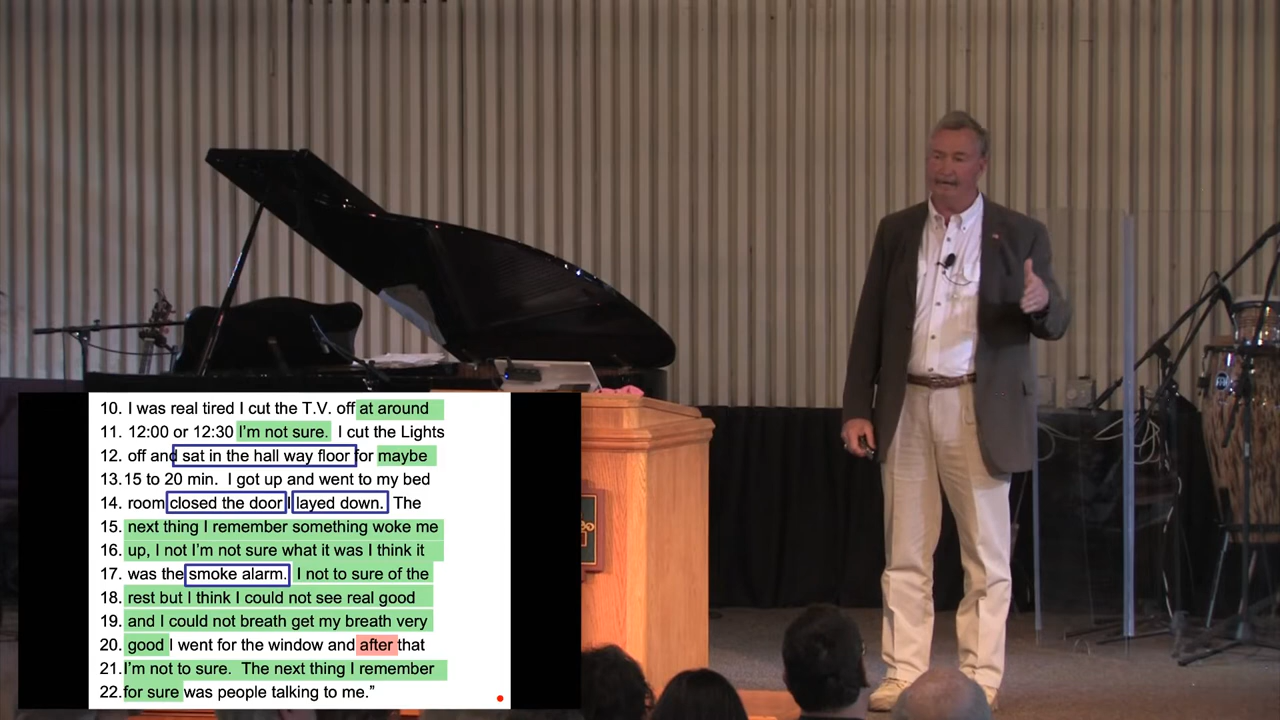 10. I was real tired I cut the T.V. off at around
11. 12:00 or 12:30 I'm not sure. I cut the Lights
12. off and sat in the hall way floor for maybe
13. 15 to 20 min. I got up and went to my bed
14. room closed the door I layed down. The
15. next thing I remember something woke me
16. up, I not I'm not sure what it was I think it
17. was the smoke alarm. I not to sure of the
18. rest but I think I could not see real good
19. and I could not breath get my breath very
20. good I went for the window and after that
21. I'm not to sure. The next thing I remember
22. for sure was people talking to me.”